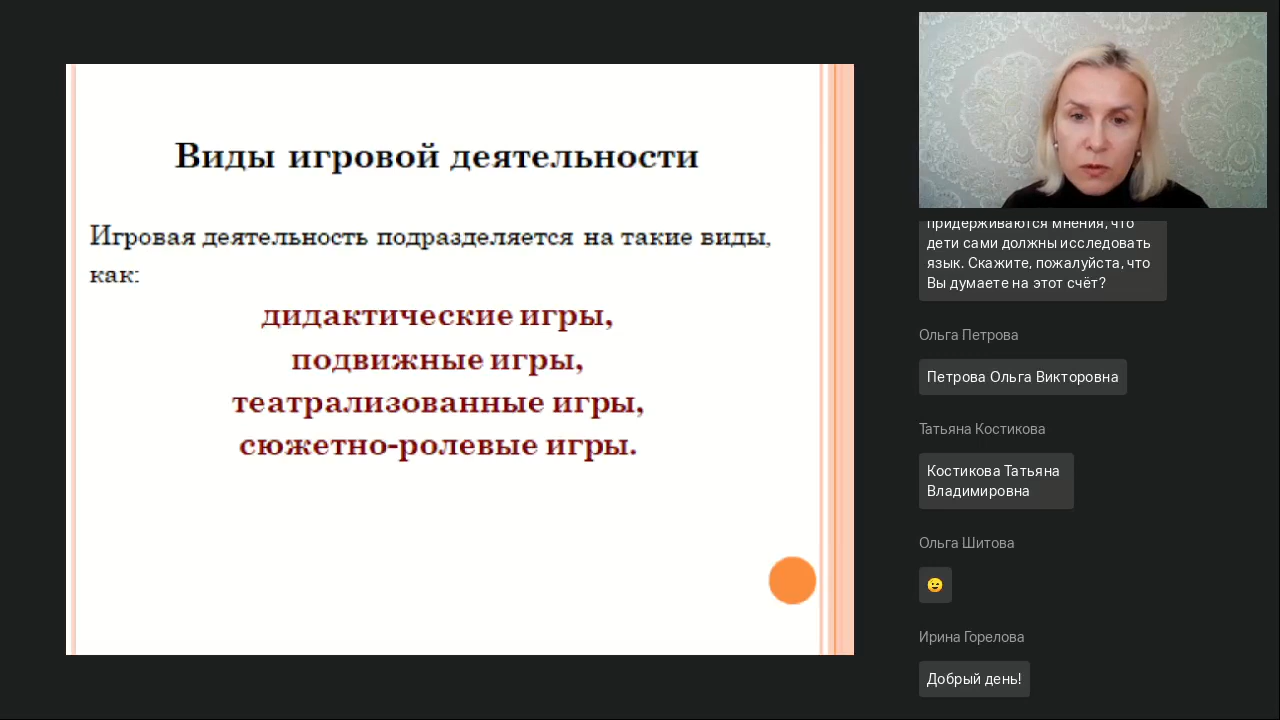 Виды игровой деятельности
Игровая деятельность подразделяется на такие виды,
как:
дидактические игры,
подвижные игры,
театрализованные игры,
сюжетно-ролевые игры.
придерживаются мнения, что
дети сами должны исследовать
язык. Скажите, пожалуйста, что
Вы думаете на этот счёт?
Ольга Петрова
Петрова Ольга Викторовна
Татьяна Костикова
Костикова Татьяна
Владимировна
Ольга Шитова
😉
Ирина Горелова
Добрый день!